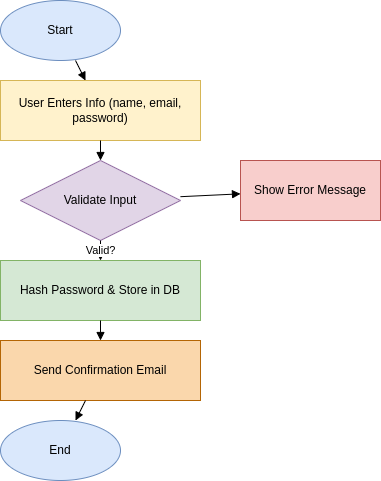 Start
User Enters Info (name, email,
password)
Validate Input
Show Error Message
Valid?
Hash Password & Store in DB
Send Confirmation Email
End